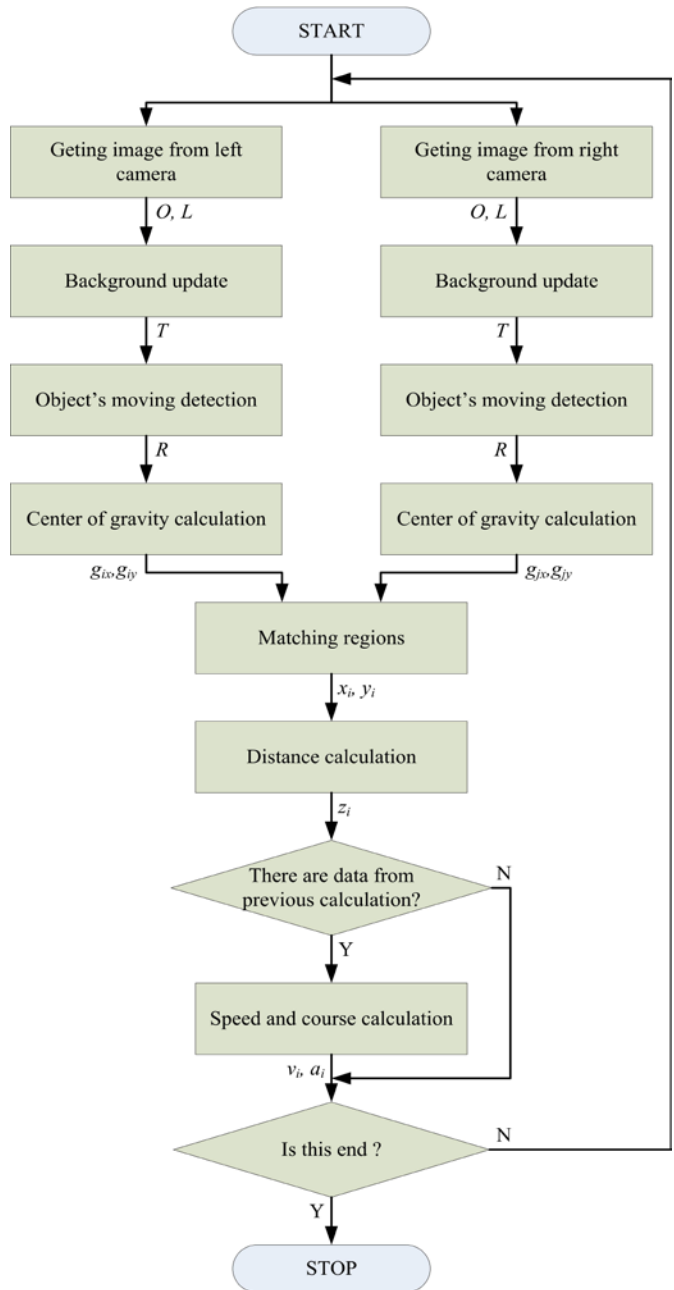 START
Geting image from left
camera
Geting image from right
camera
O, L
O, L
Background update
Background update
T
T
Object's moving detection
Object's moving detection
R
R
Center of gravity calculation
Center of gravity calculation
gix,giy
gjx,gjy
Matching regions
xi, yi
Distance calculation
zi
There are data from
previous calculation?
N
Y
Speed and course calculation
vi, ai
Is this end ?
N
Y
STOP